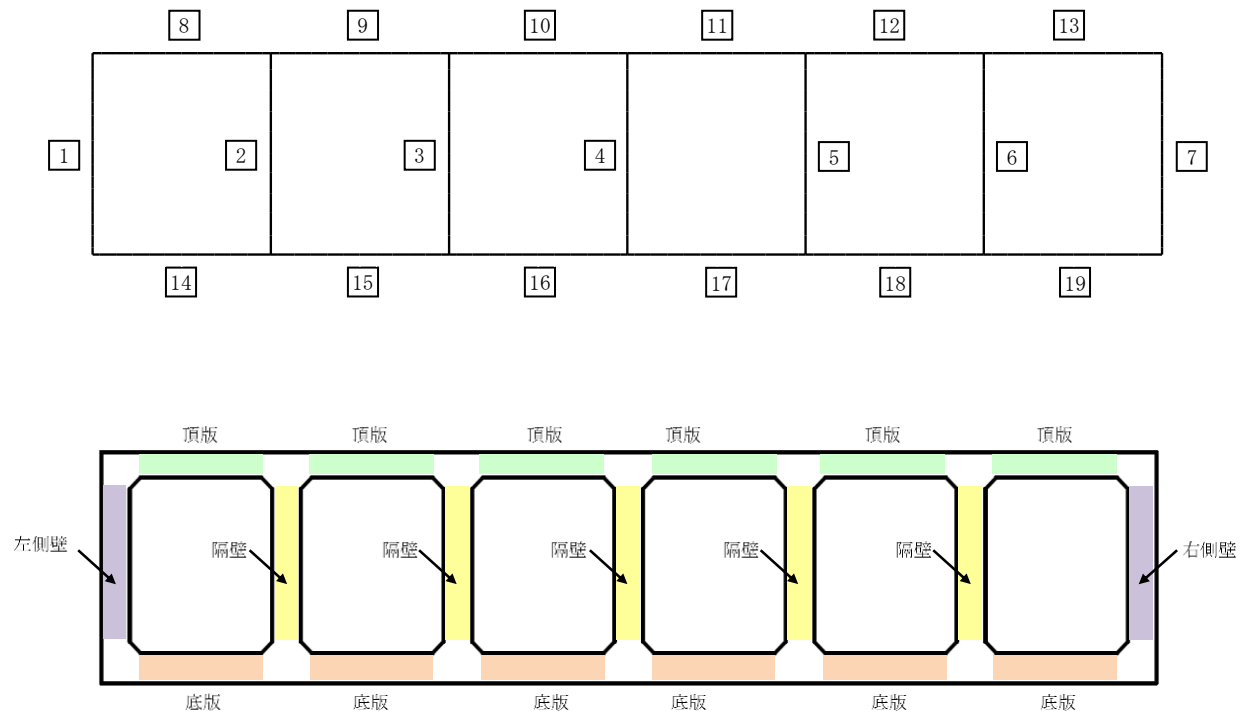 8 9 10 11 12 13
1 2 3 4 5 6 7
14 15 16 17 18 19
頂版 頂版 頂版 頂版 頂版 頂版
左側壁 隔壁 隔壁 隔壁 隔壁 隔壁 右側壁
底版 底版 底版 底版 底版 底版